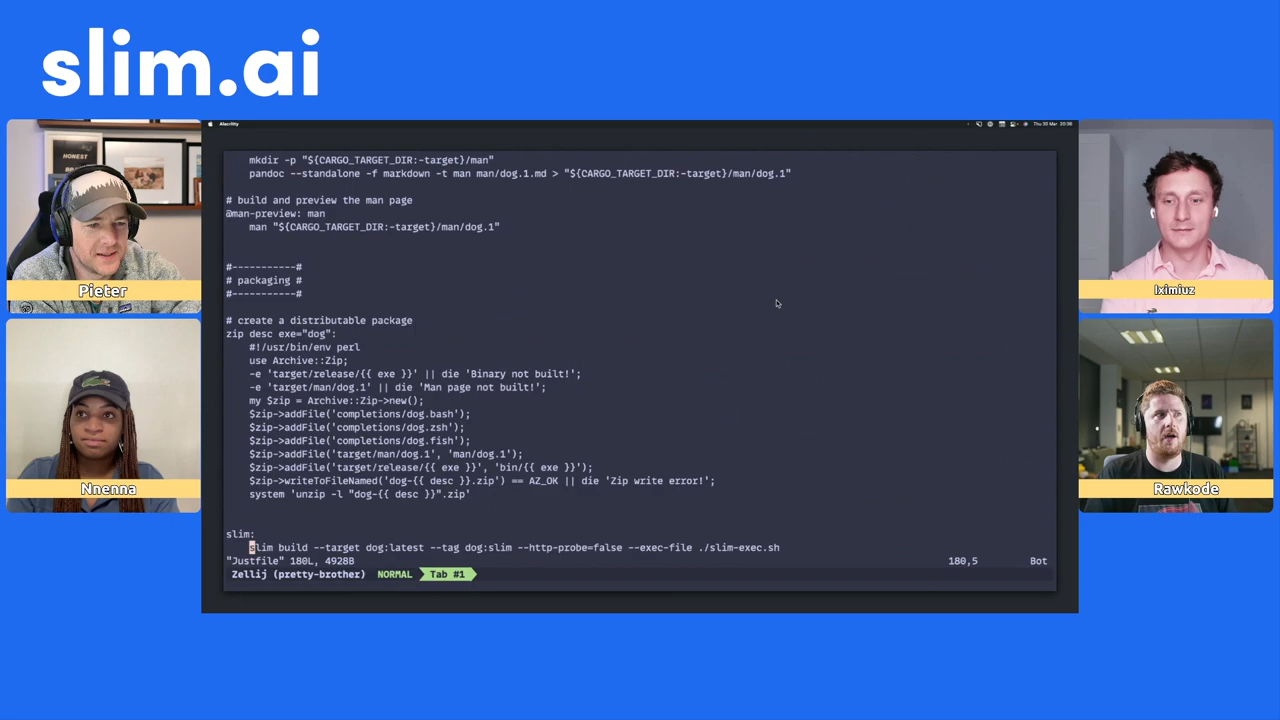 slim.ai
HONEST
Pieter
Nnenna
Alacritty
Thu 30 Mar 20:36
mkdir -p "${CARGO_TARGET_DIR:-target}/man"
pandoc --standalone -f markdown -t man man/dog.1.md > "${CARGO_TARGET_DIR:-target}/man/dog.1"
# build and preview the man page
@man-preview: man
man "${CARGO_TARGET_DIR:-target}/man/dog.1"
#-----------#
# packaging #
#-----------#
# create a distributable package
zip desc exe="dog":
#!/usr/bin/env perl
use Archive::Zip;
-e 'target/release/{{ exe }}' || die 'Binary not built!';
-e 'target/man/dog.1' || die 'Man page not built!';
my $zip = Archive::Zip->new();
$zip->addFile('completions/dog.bash');
$zip->addFile('completions/dog.zsh');
$zip->addFile('completions/dog.fish');
$zip->addFile('target/man/dog.1', 'man/dog.1');
$zip->addFile('target/release/{{ exe }}', 'bin/{{ exe }}');
$zip->writeToFileNamed('dog-{{ desc }}.zip') == AZ_OK || die 'Zip write error!';
system 'unzip -l "dog-{{ desc }}".zip'
slim:
slim build --target dog:latest --tag dog:slim --http-probe=false --exec-file ./slim-exec.sh
"Justfile" 180L, 4928B 180,5 Bot
Zellij (pretty-brother) NORMAL Tab #1
Iximiuz
Rawkode